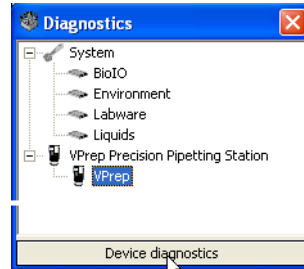 Diagnostics
System
BioIO
Environment
Labware
Liquids
VPrep Precision Pipetting Station
VPrep
Device diagnostics